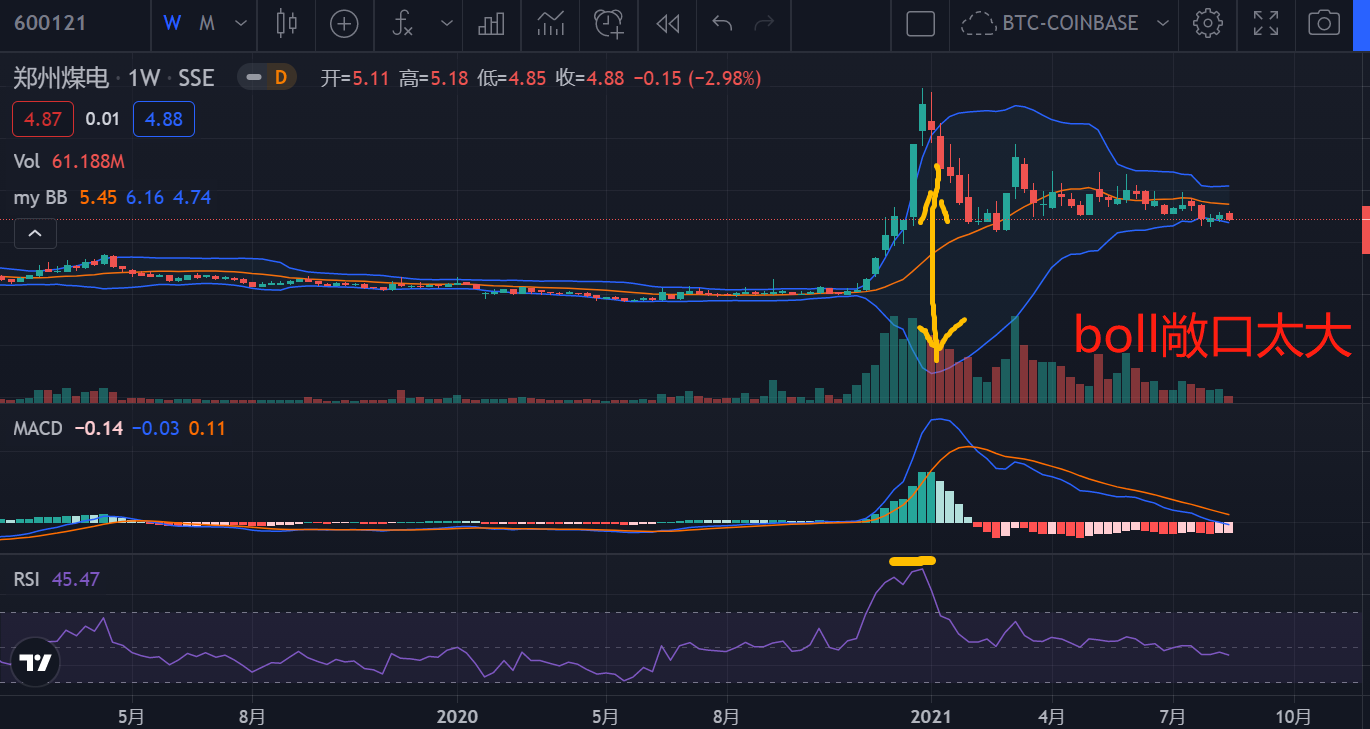 600121 W M BTC-COINBASE
郑州煤电 · 1W · SSE D 开=5.11 高=5.18 低=4.85 收=4.88 −0.15 (−2.98%)
4.87 0.01 4.88
Vol 61.188M
my BB 5.45 6.16 4.74
boll敞口太大
MACD −0.14 −0.03 0.11
RSI 45.47
5月 8月 2020 5月 8月 2021 4月 7月 10月